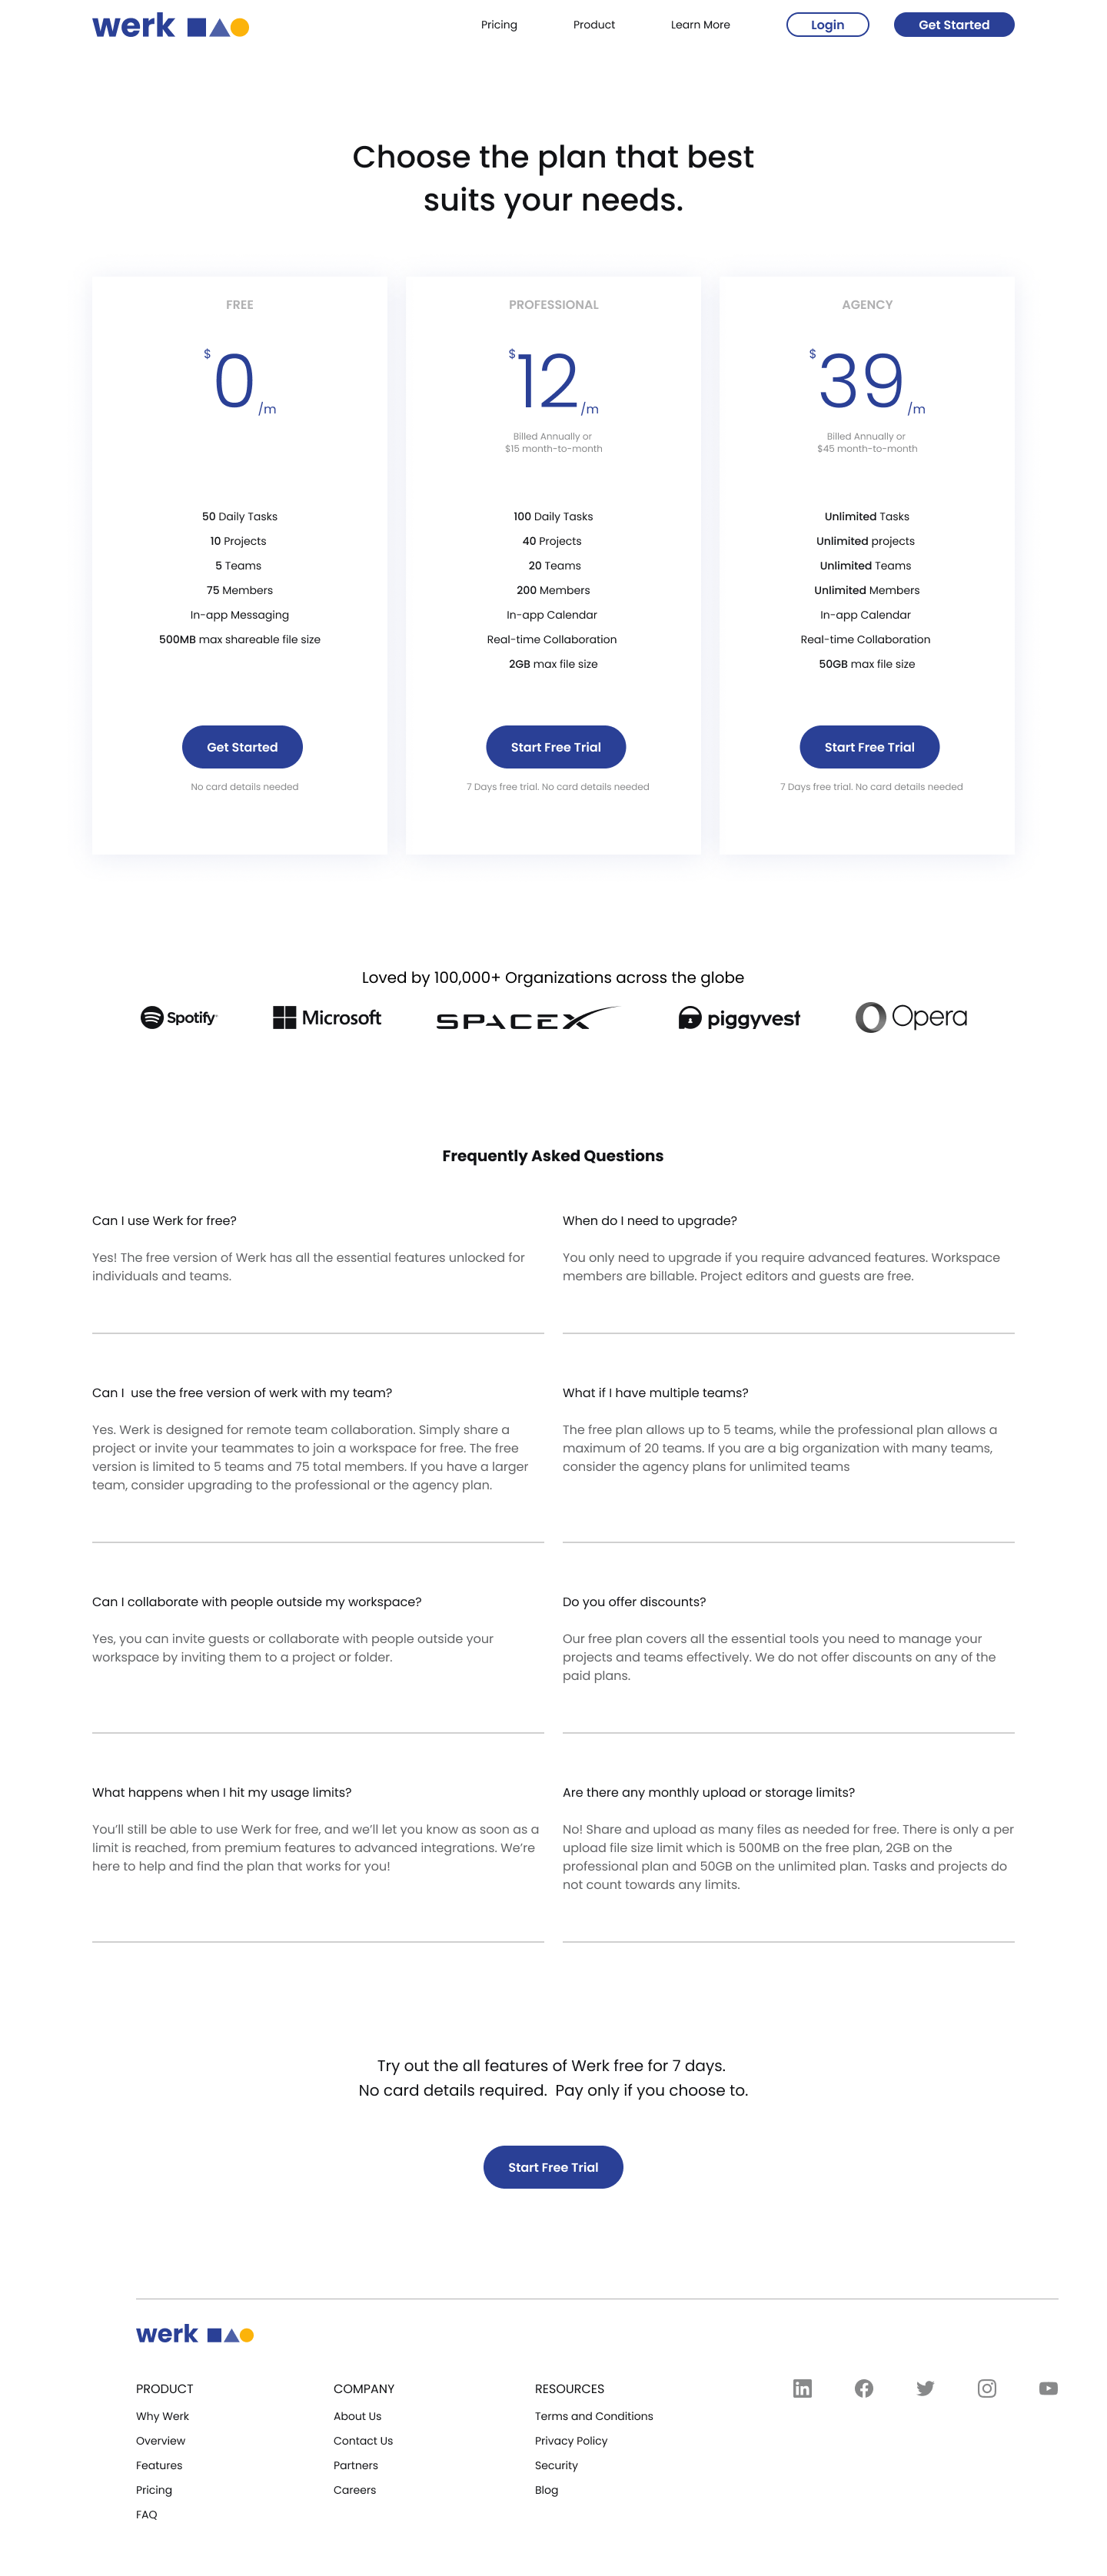 werk
Pricing
Product
Learn More
Login
Get Started
Choose the plan that best
suits your needs.
FREE
$0/m
50 Daily Tasks
10 Projects
5 Teams
75 Members
In-app Messaging
500MB max shareable file size
Get Started
No card details needed
PROFESSIONAL
$12/m
Billed Annually or
$15 month-to-month
100 Daily Tasks
40 Projects
20 Teams
200 Members
In-app Calendar
Real-time Collaboration
2GB max file size
Start Free Trial
7 Days free trial. No card details needed
AGENCY
$39/m
Billed Annually or
$45 month-to-month
Unlimited Tasks
Unlimited projects
Unlimited Teams
Unlimited Members
In-app Calendar
Real-time Collaboration
50GB max file size
Start Free Trial
7 Days free trial. No card details needed
Loved by 100,000+ Organizations across the globe
Spotify
Microsoft
SPACEX
piggyvest
Opera
Frequently Asked Questions
Can I use Werk for free?
Yes! The free version of Werk has all the essential features unlocked for
individuals and teams.
When do I need to upgrade?
You only need to upgrade if you require advanced features. Workspace
members are billable. Project editors and guests are free.
Can I  use the free version of werk with my team?
Yes. Werk is designed for remote team collaboration. Simply share a
project or invite your teammates to join a workspace for free. The free
version is limited to 5 teams and 75 total members. If you have a larger
team, consider upgrading to the professional or the agency plan.
What if I have multiple teams?
The free plan allows up to 5 teams, while the professional plan allows a
maximum of 20 teams. If you are a big organization with many teams,
consider the agency plans for unlimited teams
Can I collaborate with people outside my workspace?
Yes, you can invite guests or collaborate with people outside your
workspace by inviting them to a project or folder.
Do you offer discounts?
Our free plan covers all the essential tools you need to manage your
projects and teams effectively. We do not offer discounts on any of the
paid plans.
What happens when I hit my usage limits?
You’ll still be able to use Werk for free, and we’ll let you know as soon as a
limit is reached, from premium features to advanced integrations. We’re
here to help and find the plan that works for you!
Are there any monthly upload or storage limits?
No! Share and upload as many files as needed for free. There is only a per
upload file size limit which is 500MB on the free plan, 2GB on the
professional plan and 50GB on the unlimited plan. Tasks and projects do
not count towards any limits.
Try out the all features of Werk free for 7 days.
No card details required.  Pay only if you choose to.
Start Free Trial
werk
PRODUCT
Why Werk
Overview
Features
Pricing
FAQ
COMPANY
About Us
Contact Us
Partners
Careers
RESOURCES
Terms and Conditions
Privacy Policy
Security
Blog